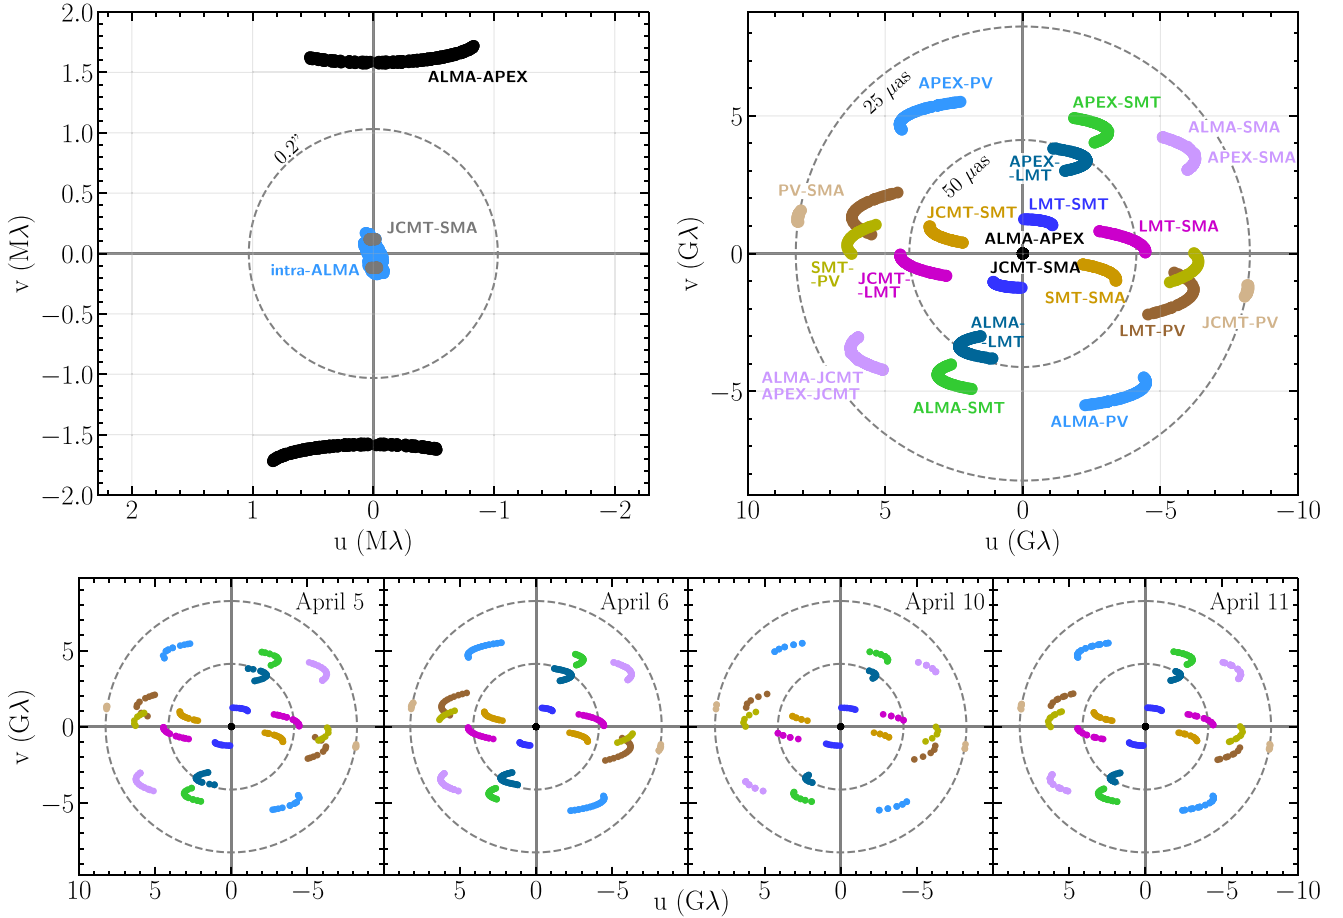 2.0
1.5
1.0
0.5
0.0
−0.5
−1.0
−1.5
−2.0
v (Mλ)
ALMA-APEX
0.2”
JCMT-SMA
intra-ALMA
2
1
0
−1
−2
u (Mλ)
5
0
−5
v (Gλ)
25 μas
50 μas
APEX-PV
APEX-SMT
ALMA-SMA
APEX-SMA
APEX-
-LMT
PV-SMA
JCMT-SMT
LMT-SMT
LMT-SMA
ALMA-APEX
JCMT-SMA
SMT-
-PV
JCMT-
-LMT
SMT-SMA
LMT-PV
JCMT-PV
ALMA-
-LMT
ALMA-JCMT
APEX-JCMT
ALMA-SMT
ALMA-PV
10
5
0
−5
−10
u (Gλ)
April 5
April 6
April 10
April 11
5
0
−5
v (Gλ)
10
5
0
−5
5
0
−5
5
0
−5
5
0
−5
−10
u (Gλ)